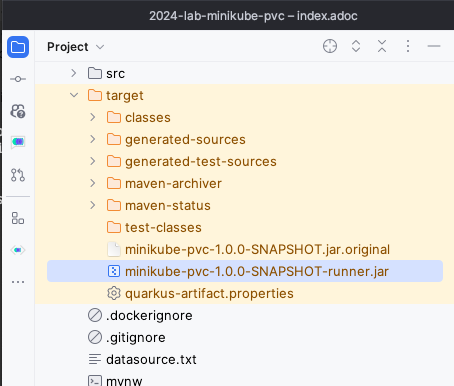 2024-lab-minikube-pvc – index.adoc
Project
src
target
classes
generated-sources
generated-test-sources
maven-archiver
maven-status
test-classes
minikube-pvc-1.0.0-SNAPSHOT.jar.original
minikube-pvc-1.0.0-SNAPSHOT-runner.jar
quarkus-artifact.properties
.dockerignore
.gitignore
datasource.txt
mvnw